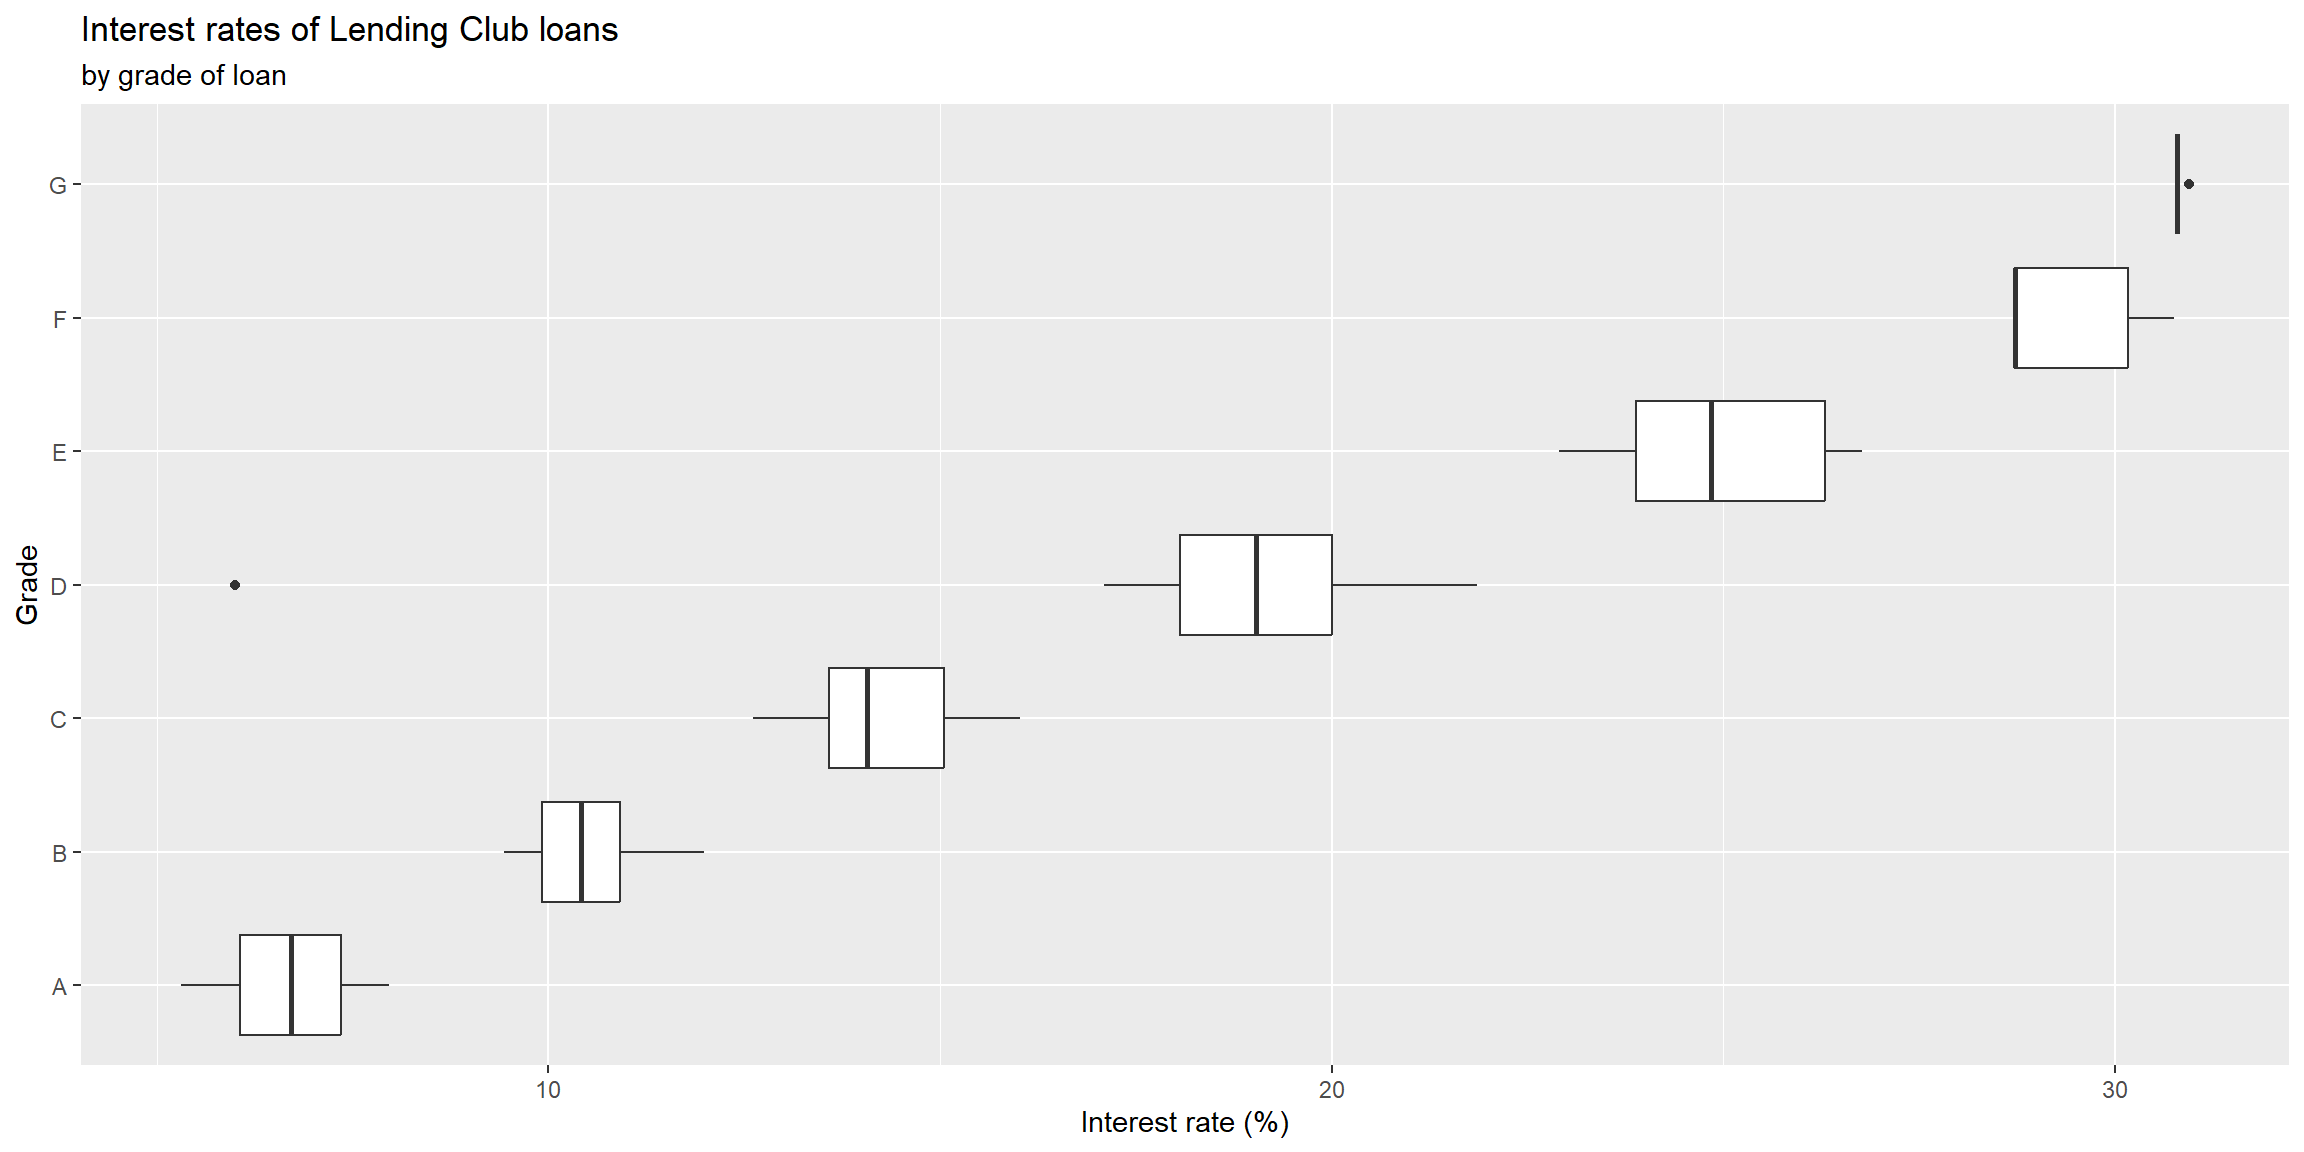 Interest rates of Lending Club loans
by grade of loan
G
F
E
D
C
B
A
Grade
10 20 30
Interest rate (%)